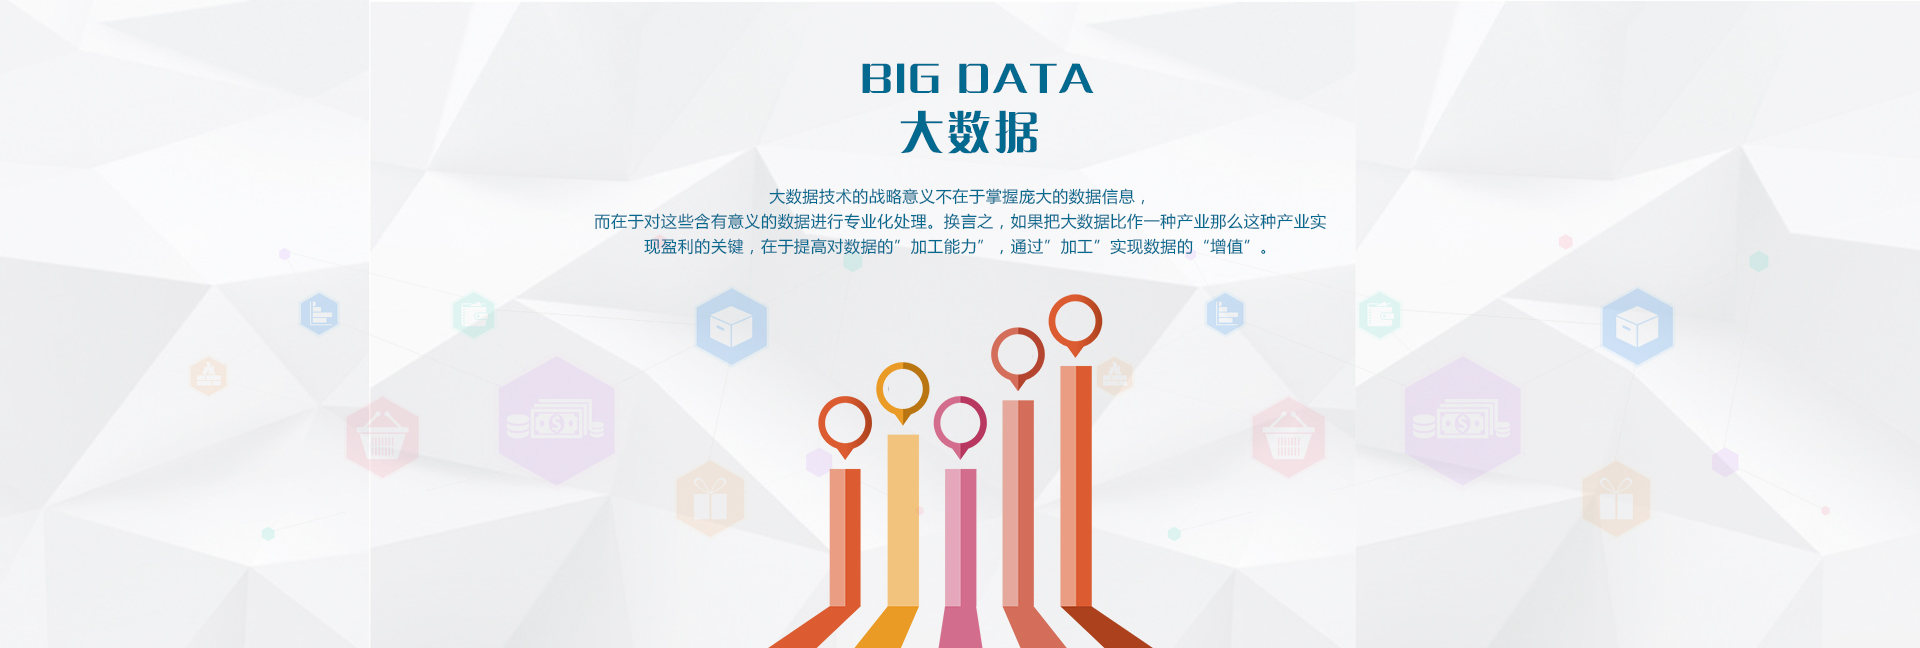 BIG DATA
大数据
大数据技术的战略意义不在于掌握庞大的数据信息，
而在于对这些含有意义的数据进行专业化处理。换言之，如果把大数据比作一种产业那么这种产业实
现盈利的关键，在于提高对数据的”加工能力”，通过”加工”实现数据的“增值”。